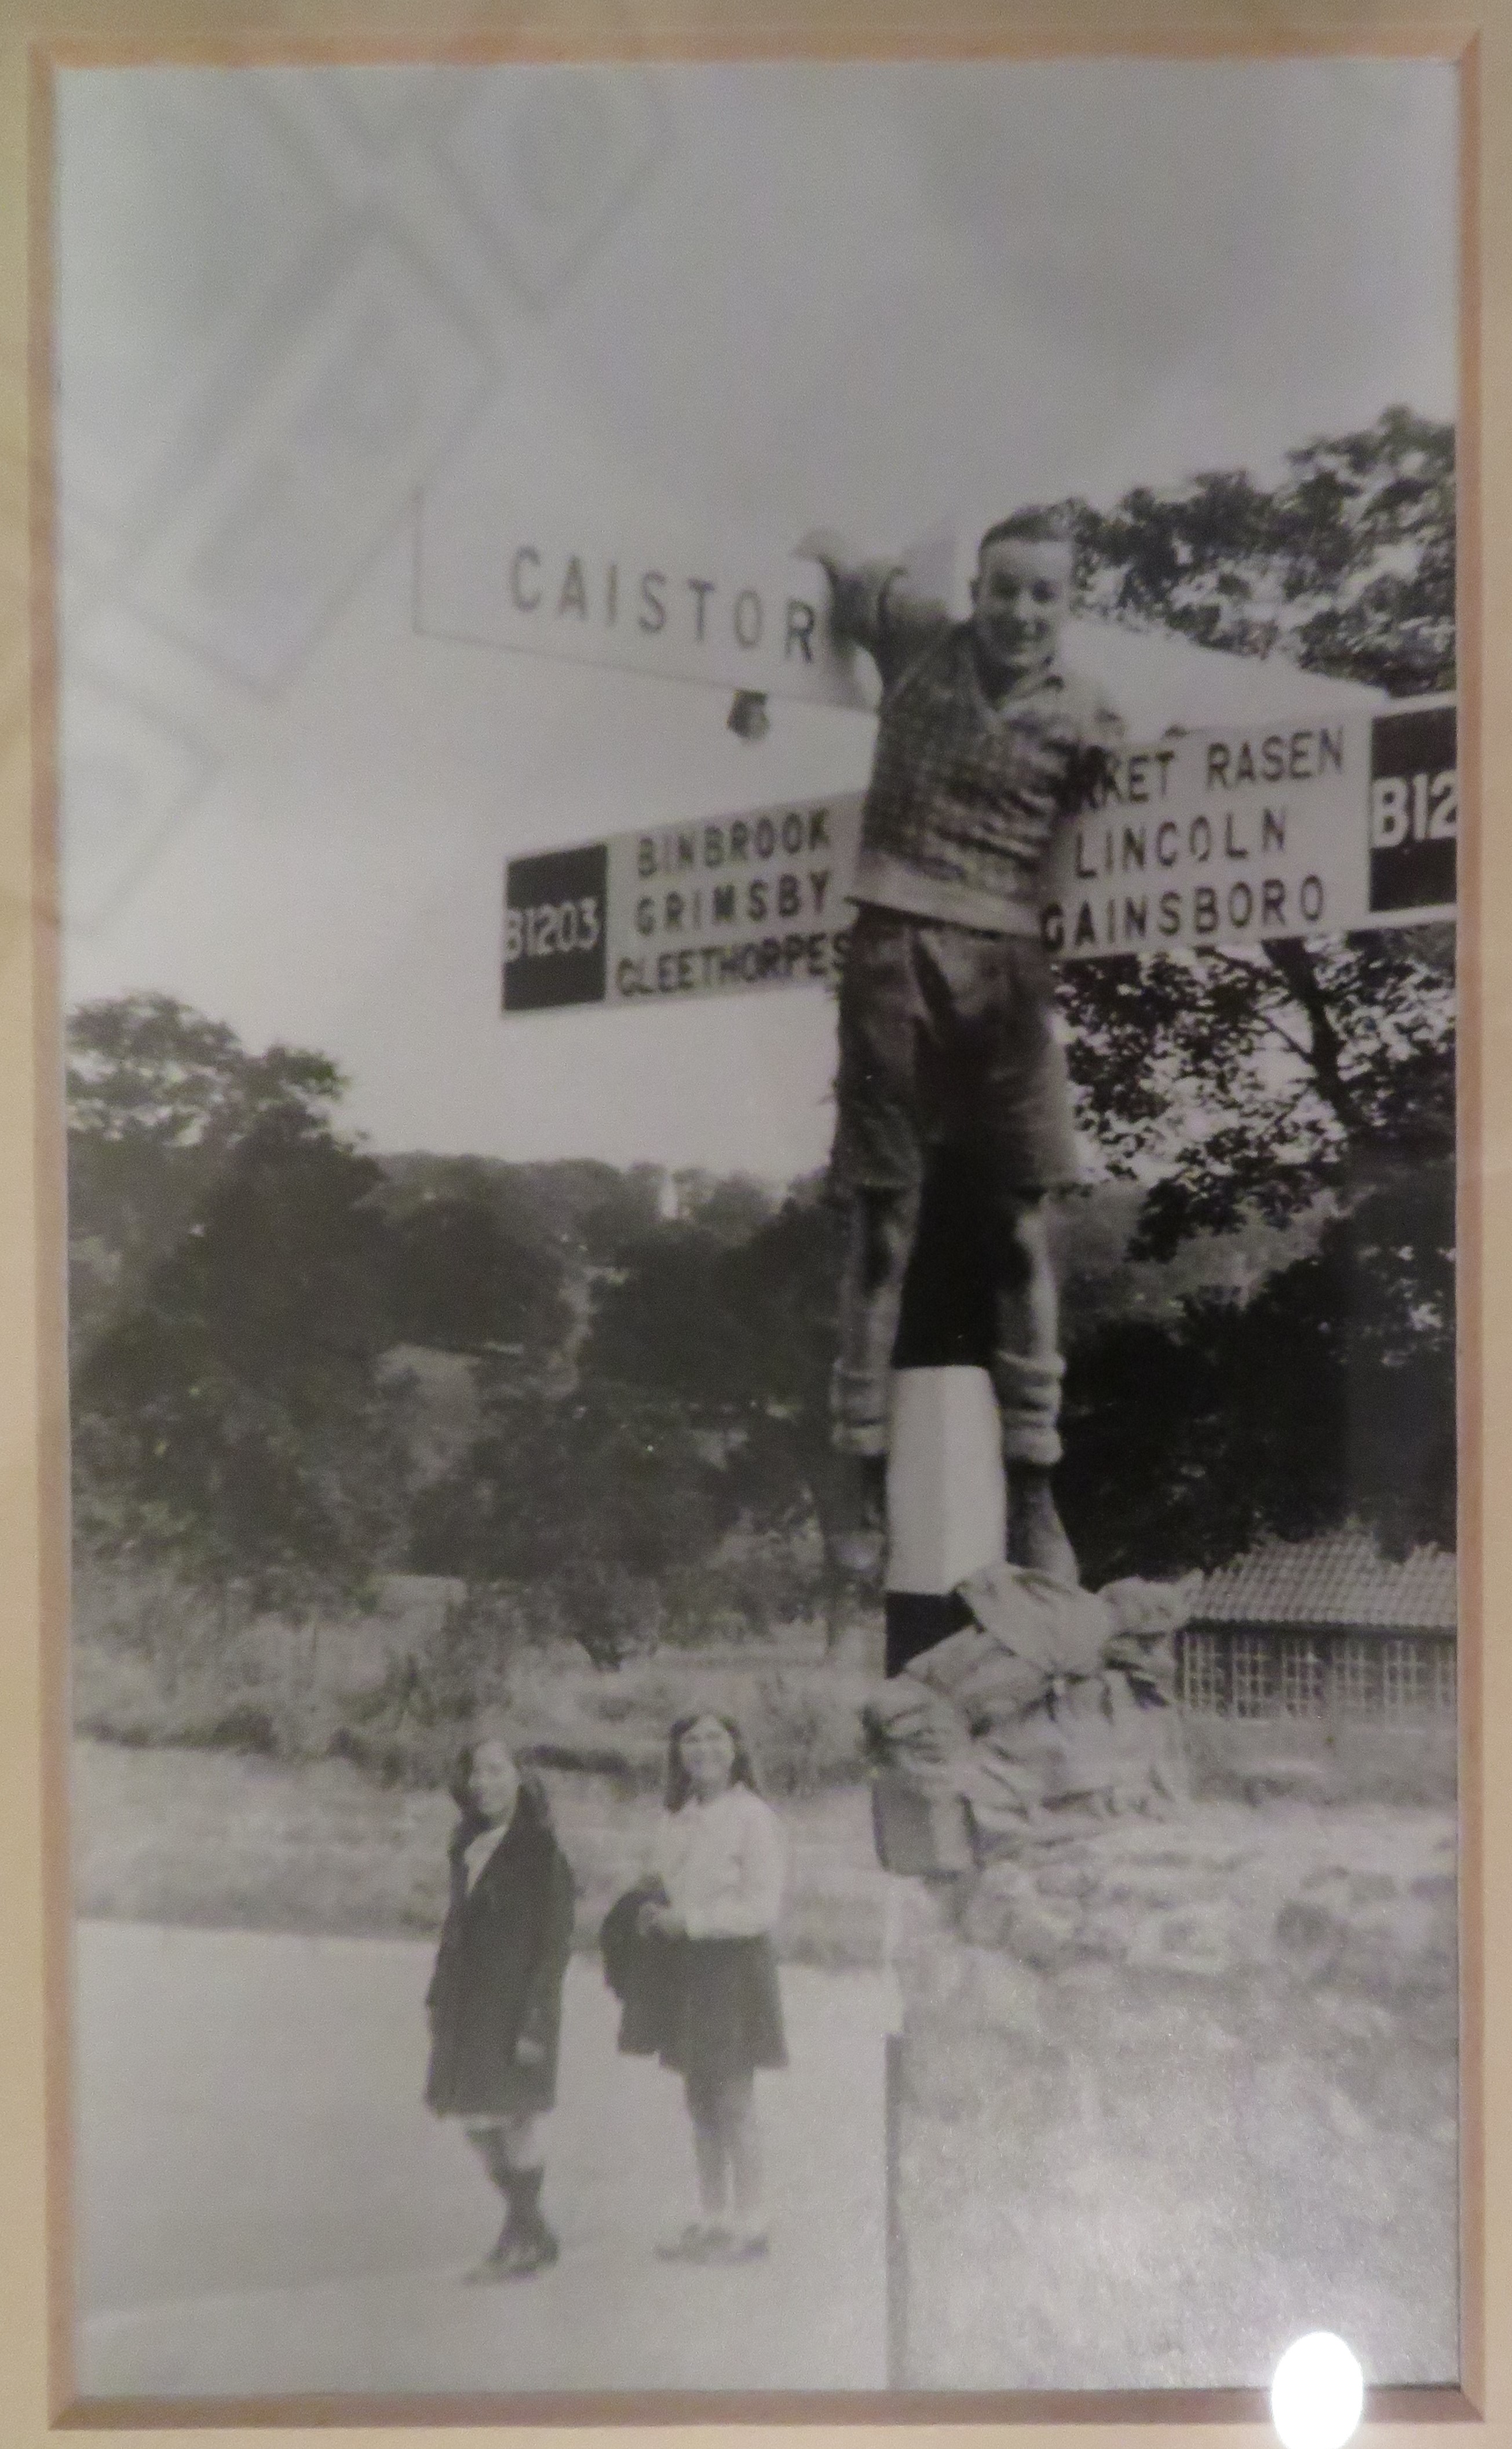 CAISTOR
B1203
BINBROOK
GRIMSBY
CLEETHORPES
RKET RASEN
LINCOLN
GAINSBORO
B12